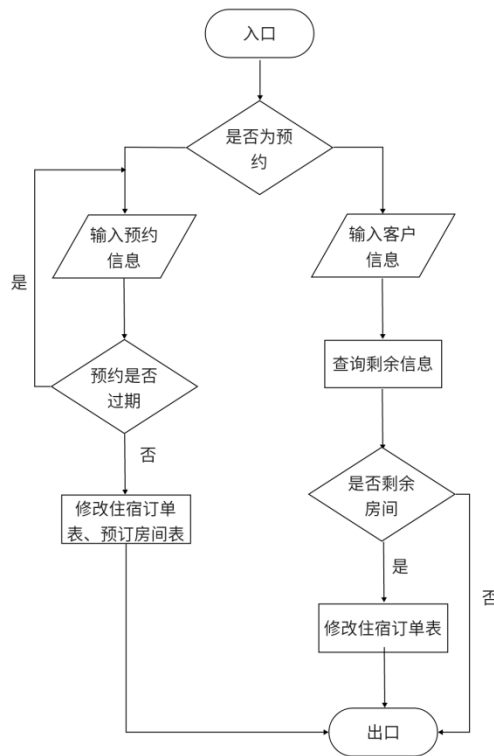 入口
是否为预
约
输入预约
信息
输入客户
信息
是
查询剩余信息
预约是否
过期
否
是否剩余
房间
修改住宿订单
表、预订房间表
是
否
修改住宿订单表
出口